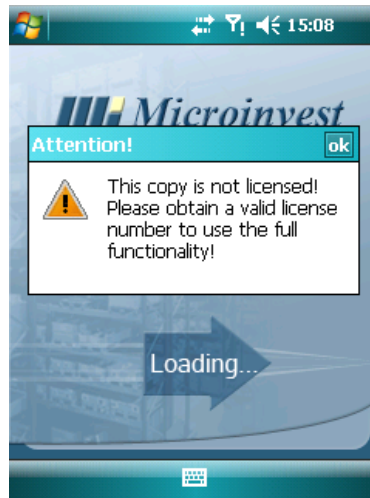 15:08
Microinvest
Attention!
ok
This copy is not licensed!
Please obtain a valid license
number to use the full
functionality!
Loading...